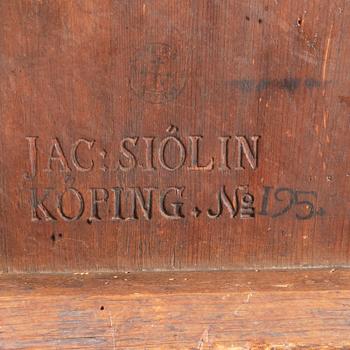 JAC: SIÖLIN
KÖPING. No 195.